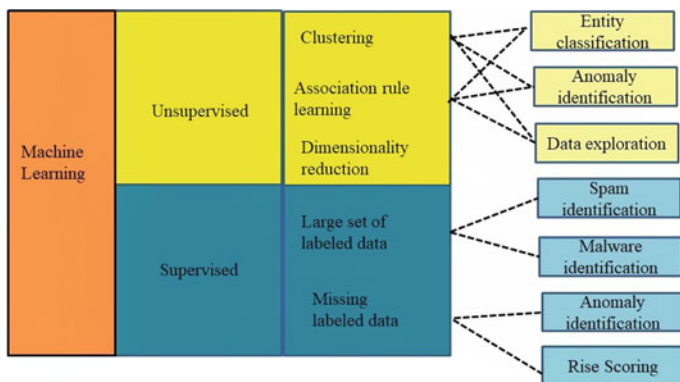 Machine
Learning
Unsupervised
Supervised
Clustering
Association rule
learning
Dimensionality
reduction
Large set of
labeled data
Missing
labeled data
Entity
classification
Anomaly
identification
Data exploration
Spam
identification
Malware
identification
Anomaly
identification
Rise Scoring